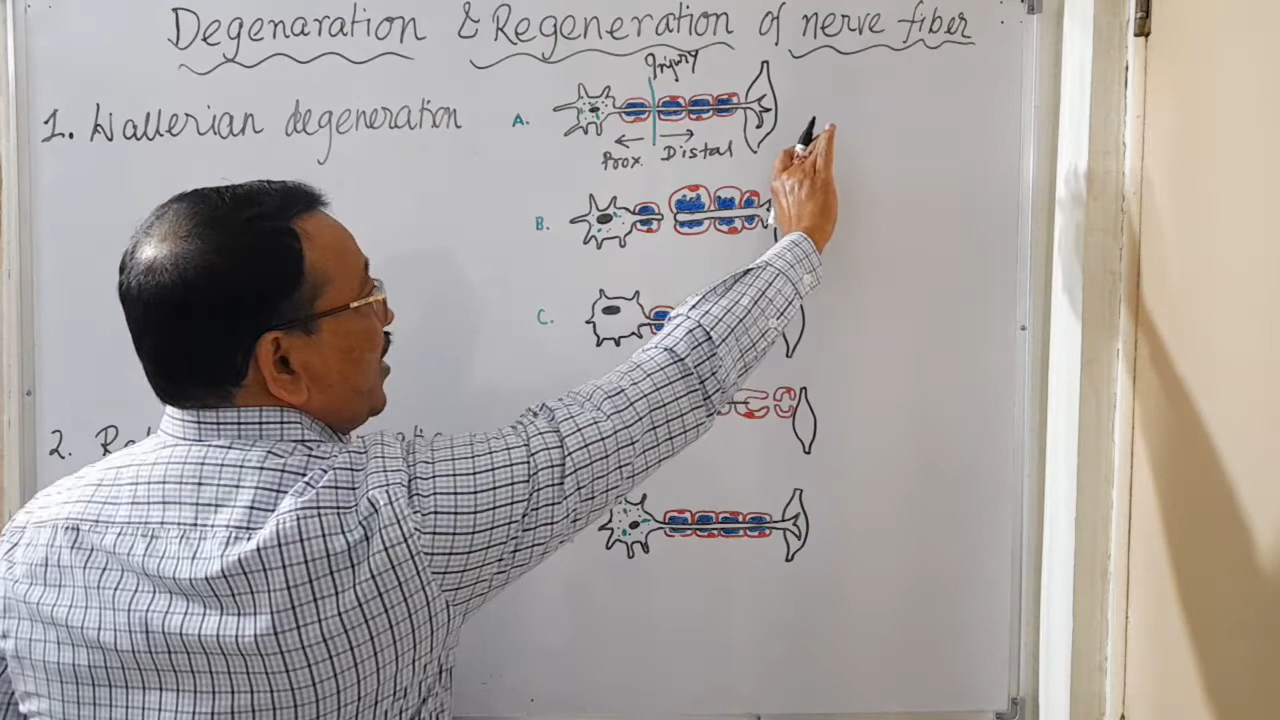 Degenaration & Regeneration of nerve fiber
Injury
1. Wallerian degeneration
A.
Prox. Distal
B.
C.
2.